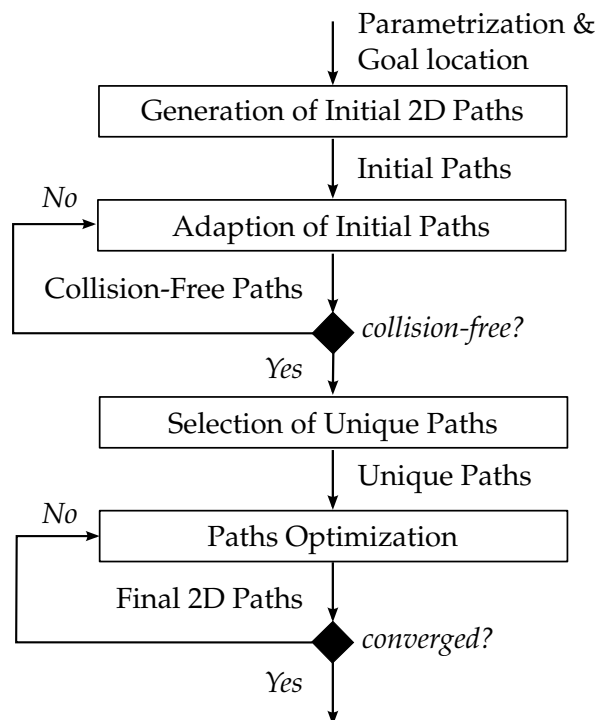 Parametrization &
Goal location
Generation of Initial 2D Paths
Initial Paths
No
Adaption of Initial Paths
Collision-Free Paths
collision-free?
Yes
Selection of Unique Paths
Unique Paths
No
Paths Optimization
Final 2D Paths
converged?
Yes